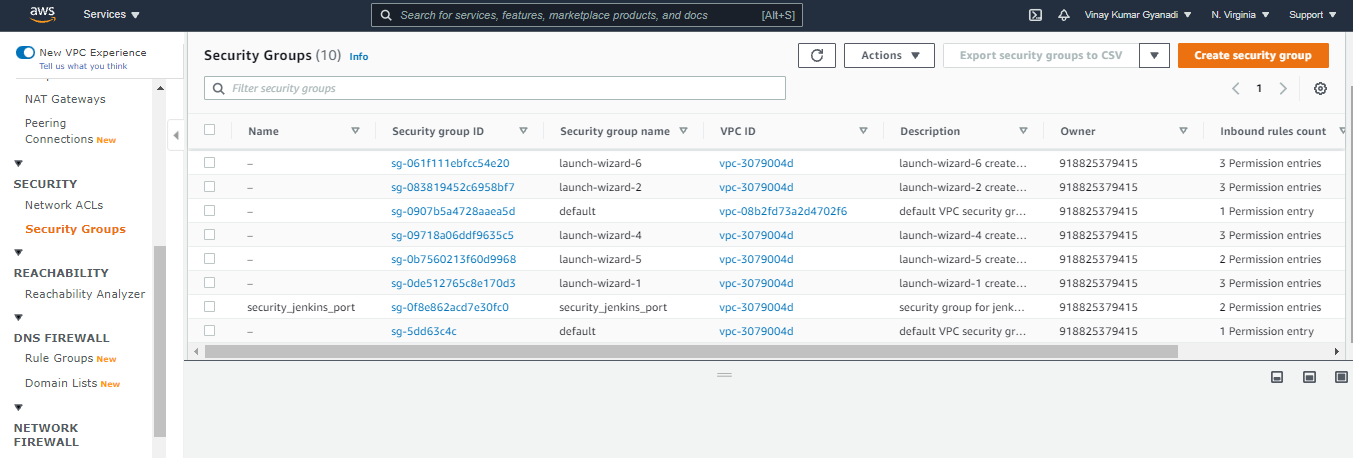 aws Services Search for services, features, marketplace products, and docs [Alt+S] Vinay Kumar Gyanadi N. Virginia Support
New VPC Experience
Tell us what you think
NAT Gateways
Peering
Connections New
SECURITY
Network ACLs
Security Groups
REACHABILITY
Reachability Analyzer
DNS FIREWALL
Rule Groups New
Domain Lists New
NETWORK
FIREWALL
Security Groups (10) Info Actions Export security groups to CSV Create security group
Filter security groups 1
Name Security group ID Security group name VPC ID Description Owner Inbound rules count
– sg-061f111ebfcc54e20 launch-wizard-6 vpc-3079004d launch-wizard-6 create... 918825379415 3 Permission entries
– sg-083819452c6958bf7 launch-wizard-2 vpc-3079004d launch-wizard-2 create... 918825379415 3 Permission entries
– sg-0907b5a4728aaea5d default vpc-08b2fd73a2d4702f6 default VPC security gr... 918825379415 1 Permission entry
– sg-09718a06ddf9635c5 launch-wizard-4 vpc-3079004d launch-wizard-4 create... 918825379415 3 Permission entries
– sg-0b7560213f60d9968 launch-wizard-5 vpc-3079004d launch-wizard-5 create... 918825379415 2 Permission entries
– sg-0de512765c8e170d3 launch-wizard-1 vpc-3079004d launch-wizard-1 create... 918825379415 3 Permission entries
security_jenkins_port sg-0f8e862acd7e30fc0 security_jenkins_port vpc-3079004d security group for jenk... 918825379415 2 Permission entries
– sg-5dd63c4c default vpc-3079004d default VPC security gr... 918825379415 1 Permission entry